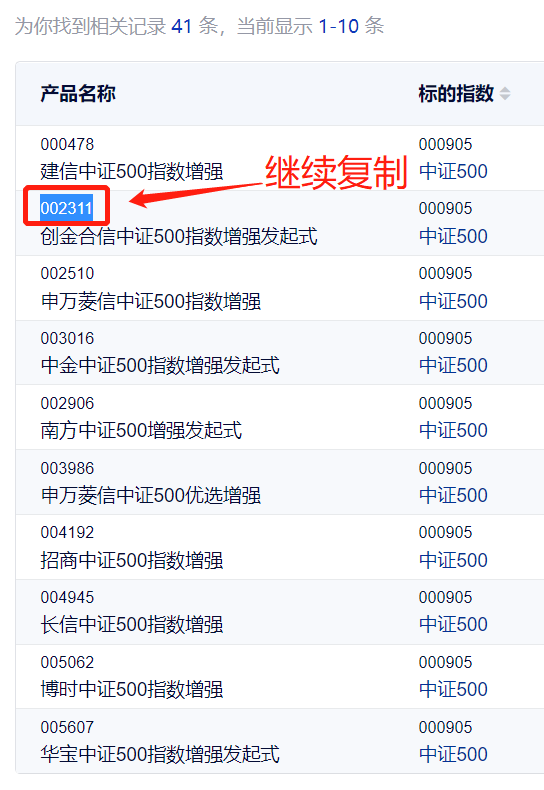 为你找到相关记录 41 条，当前显示 1-10 条
产品名称 标的指数
000478 000905
建信中证500指数增强 中证500
继续复制
002311 000905
创金合信中证500指数增强发起式 中证500
002510 000905
申万菱信中证500指数增强 中证500
003016 000905
中金中证500指数增强发起式 中证500
002906 000905
南方中证500增强发起式 中证500
003986 000905
申万菱信中证500优选增强 中证500
004192 000905
招商中证500指数增强 中证500
004945 000905
长信中证500指数增强 中证500
005062 000905
博时中证500指数增强 中证500
005607 000905
华宝中证500指数增强发起式 中证500